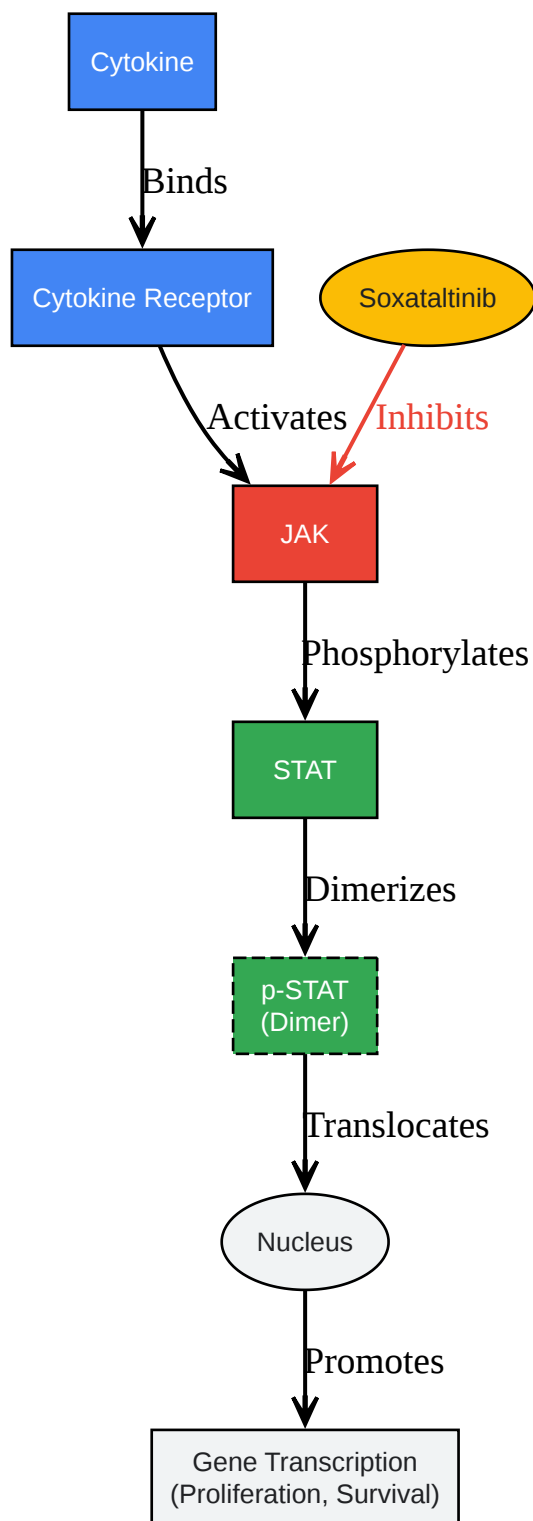 Cytokine
Binds
Cytokine Receptor
Soxataltinib
Activates
Inhibits
JAK
Phosphorylates
STAT
Dimerizes
p-STAT
(Dimer)
Translocates
Nucleus
Promotes
Gene Transcription
(Proliferation, Survival)